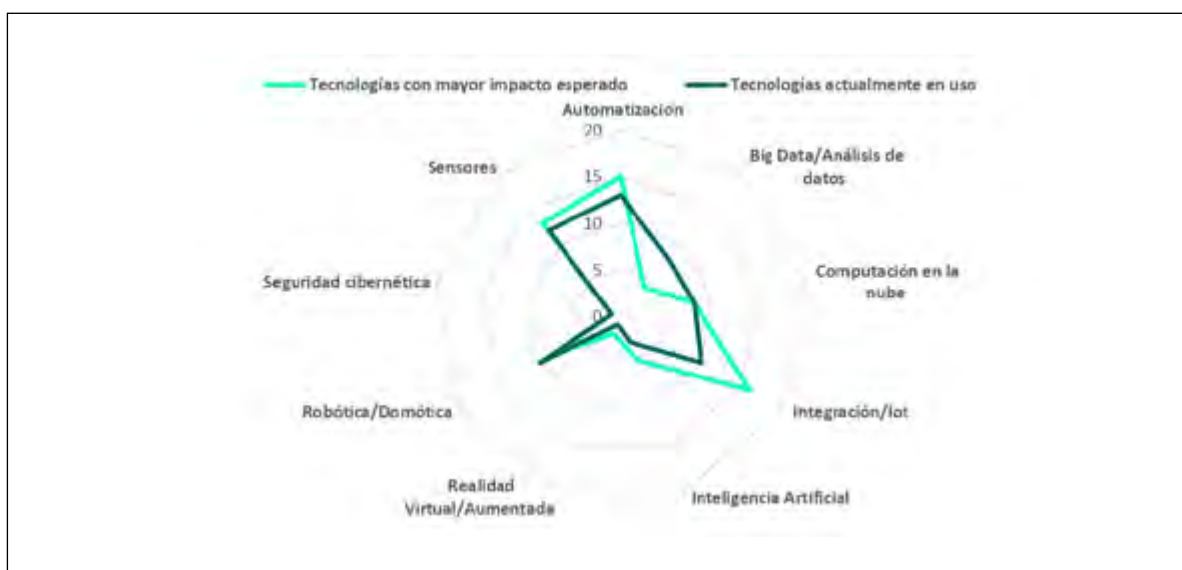 Tecnologías con mayor impacto esperado
Tecnologías actualmente en uso
Automatización
Big Data/Análisis de
datos
Computación en la
nube
Integración/Iot
Inteligencia Artificial
Realidad
Virtual/Aumentada
Robótica/Domótica
Seguridad cibernética
Sensores
20
15
10
5
0